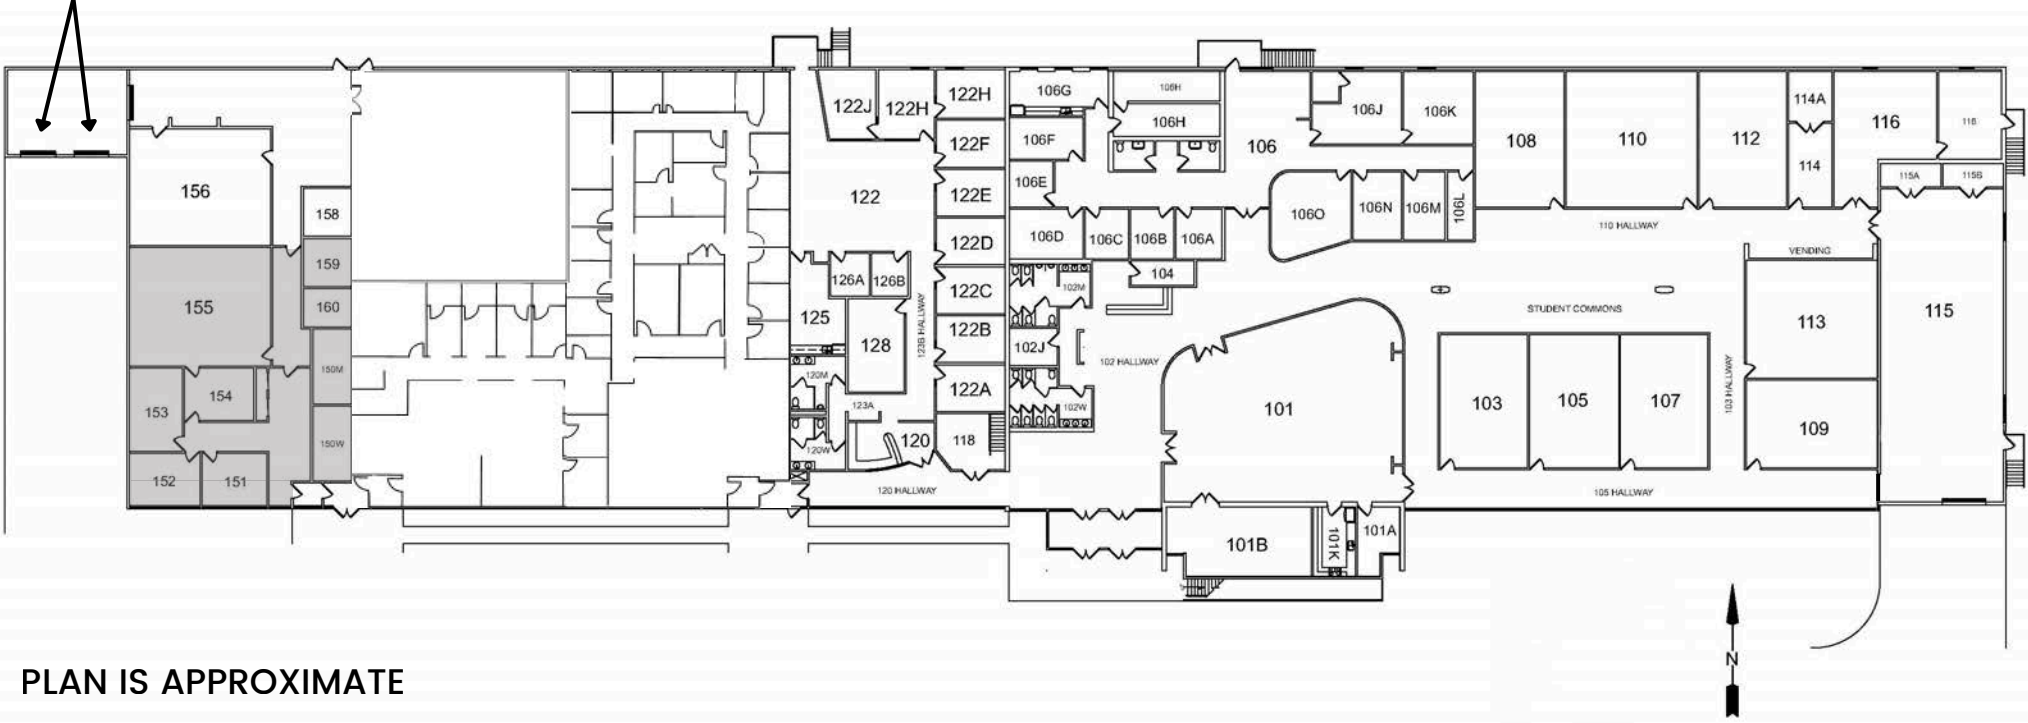 122J
122H
122H
106G
106H
106J
106K
114A
116
116
106H
106F
106
108
110
112
122F
114
106E
115A
115B
156
122
122E
158
106O
106N
106M
106L
110 HALLWAY
106D
106C
106B
106A
122D
VENDING
159
104
126A
126B
102M
122C
155
160
STUDENT COMMONS
115
125
123B HALLWAY
122B
113
128
102J
102 HALLWAY
150M
120M
103 HALLWAY
154
122A
103
105
107
153
123A
102W
101
109
150W
120
118
120W
152
151
120 HALLWAY
105 HALLWAY
101B
101K
101A
N
PLAN IS APPROXIMATE